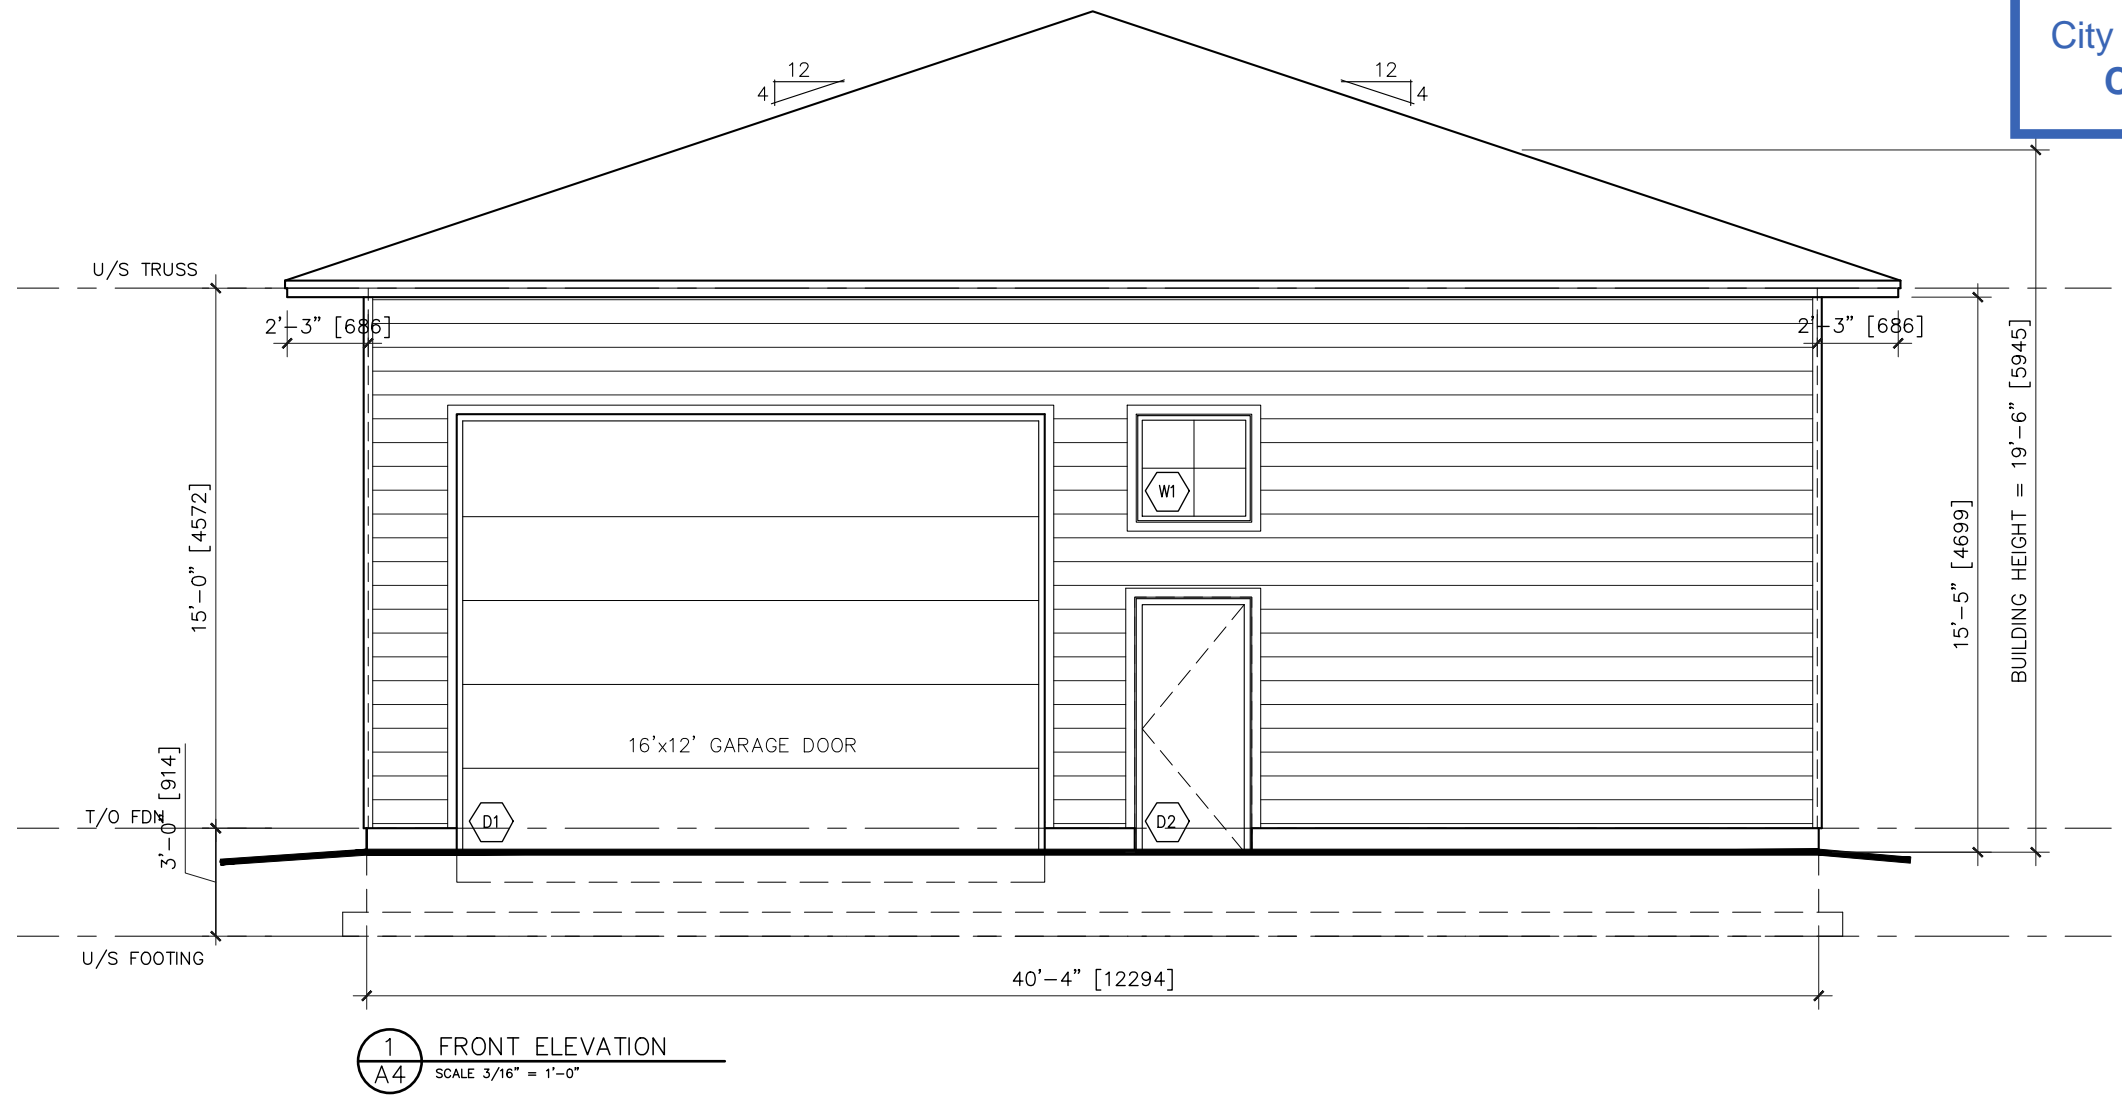 City
12
4
12
4
U/S TRUSS
2'-3" [686]
2'-3" [686]
BUILDING HEIGHT = 19'-6" [5945]
15'-0" [4572]
W1
15'-5" [4699]
16'x12' GARAGE DOOR
3'-0" [914]
T/O FDN
D1
D2
U/S FOOTING
40'-4" [12294]
1
A4
FRONT ELEVATION
SCALE 3/16" = 1'-0"